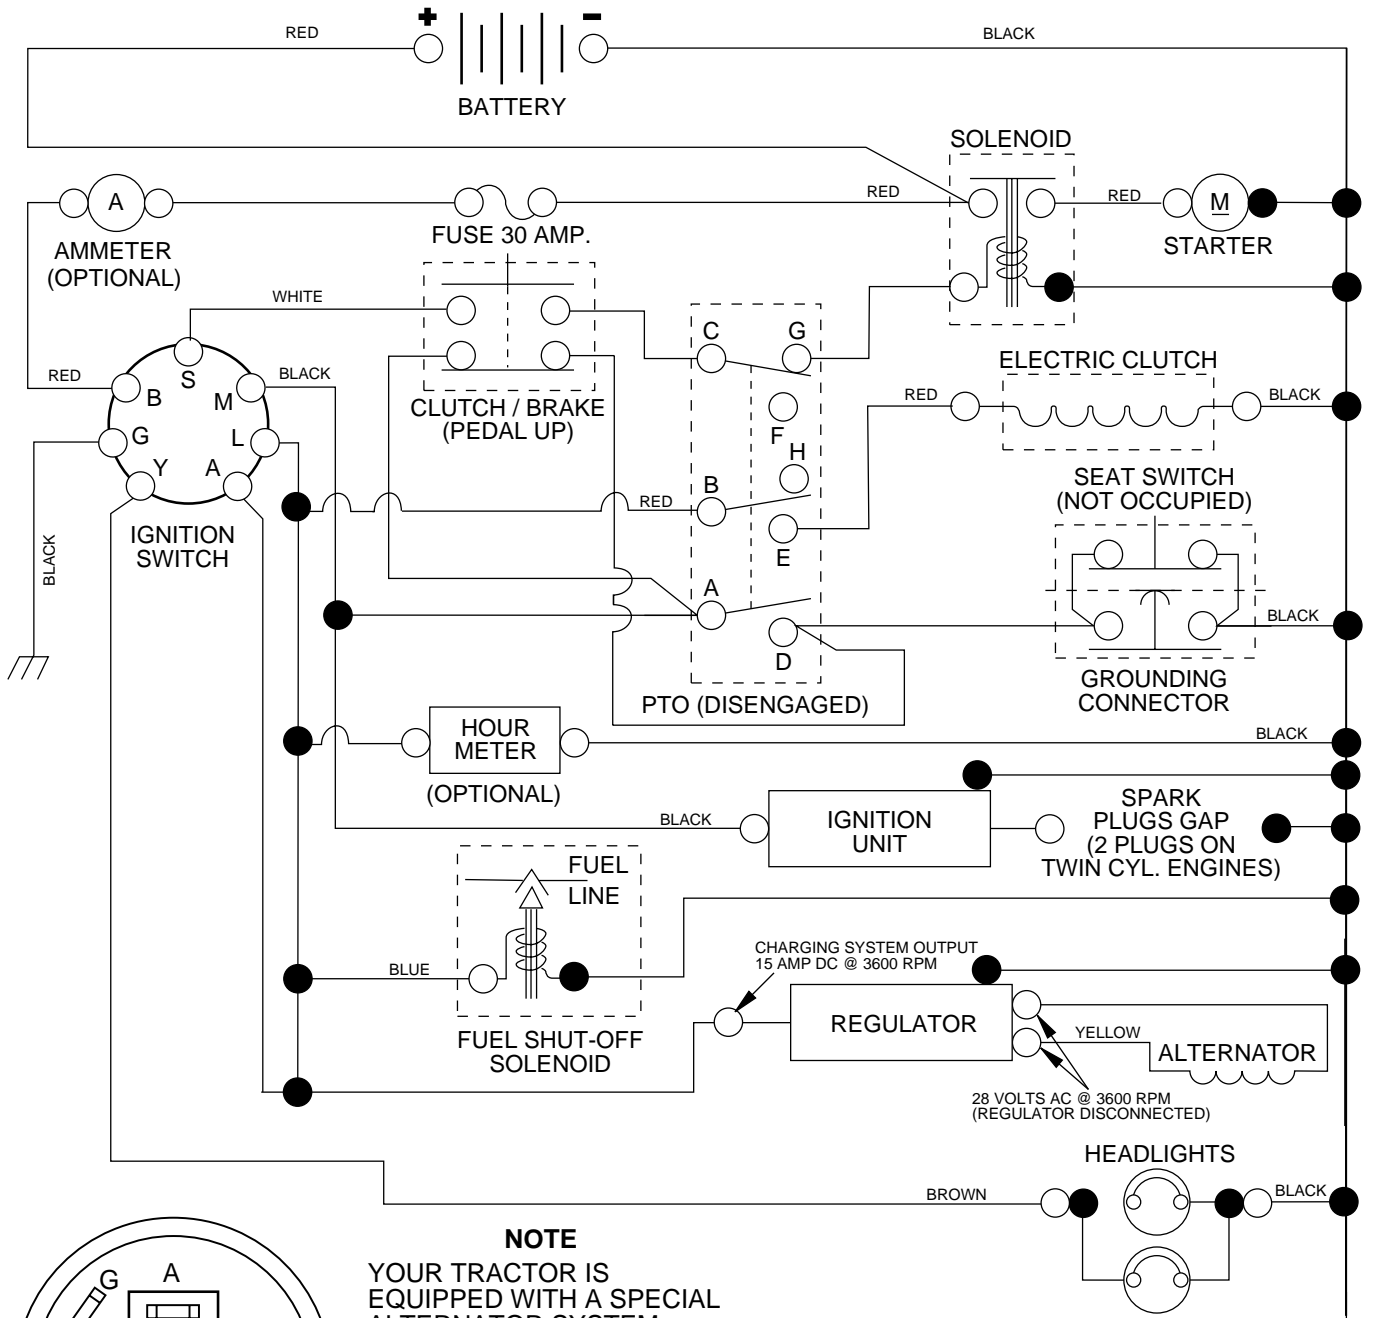 RED
+
-
BLACK
BATTERY
SOLENOID
A
RED
RED
M
FUSE 30 AMP.
STARTER
AMMETER
(OPTIONAL)
WHITE
C
G
ELECTRIC CLUTCH
RED
S
BLACK
B
M
CLUTCH / BRAKE
(PEDAL UP)
RED
BLACK
G
L
F
Y
A
H
SEAT SWITCH
(NOT OCCUPIED)
B
RED
IGNITION
SWITCH
BLACK
E
A
BLACK
D
GROUNDING
CONNECTOR
PTO (DISENGAGED)
HOUR
METER
BLACK
(OPTIONAL)
BLACK
IGNITION
UNIT
SPARK
PLUGS GAP
(2 PLUGS ON
TWIN CYL. ENGINES)
FUEL
LINE
CHARGING SYSTEM OUTPUT
15 AMP DC @ 3600 RPM
BLUE
REGULATOR
YELLOW
ALTERNATOR
FUEL SHUT-OFF
SOLENOID
28 VOLTS AC @ 3600 RPM
(REGULATOR DISCONNECTED)
HEADLIGHTS
BROWN
BLACK
NOTE
G
A
YOUR TRACTOR IS
EQUIPPED WITH A SPECIAL
ALTERNATOR SYSTEM